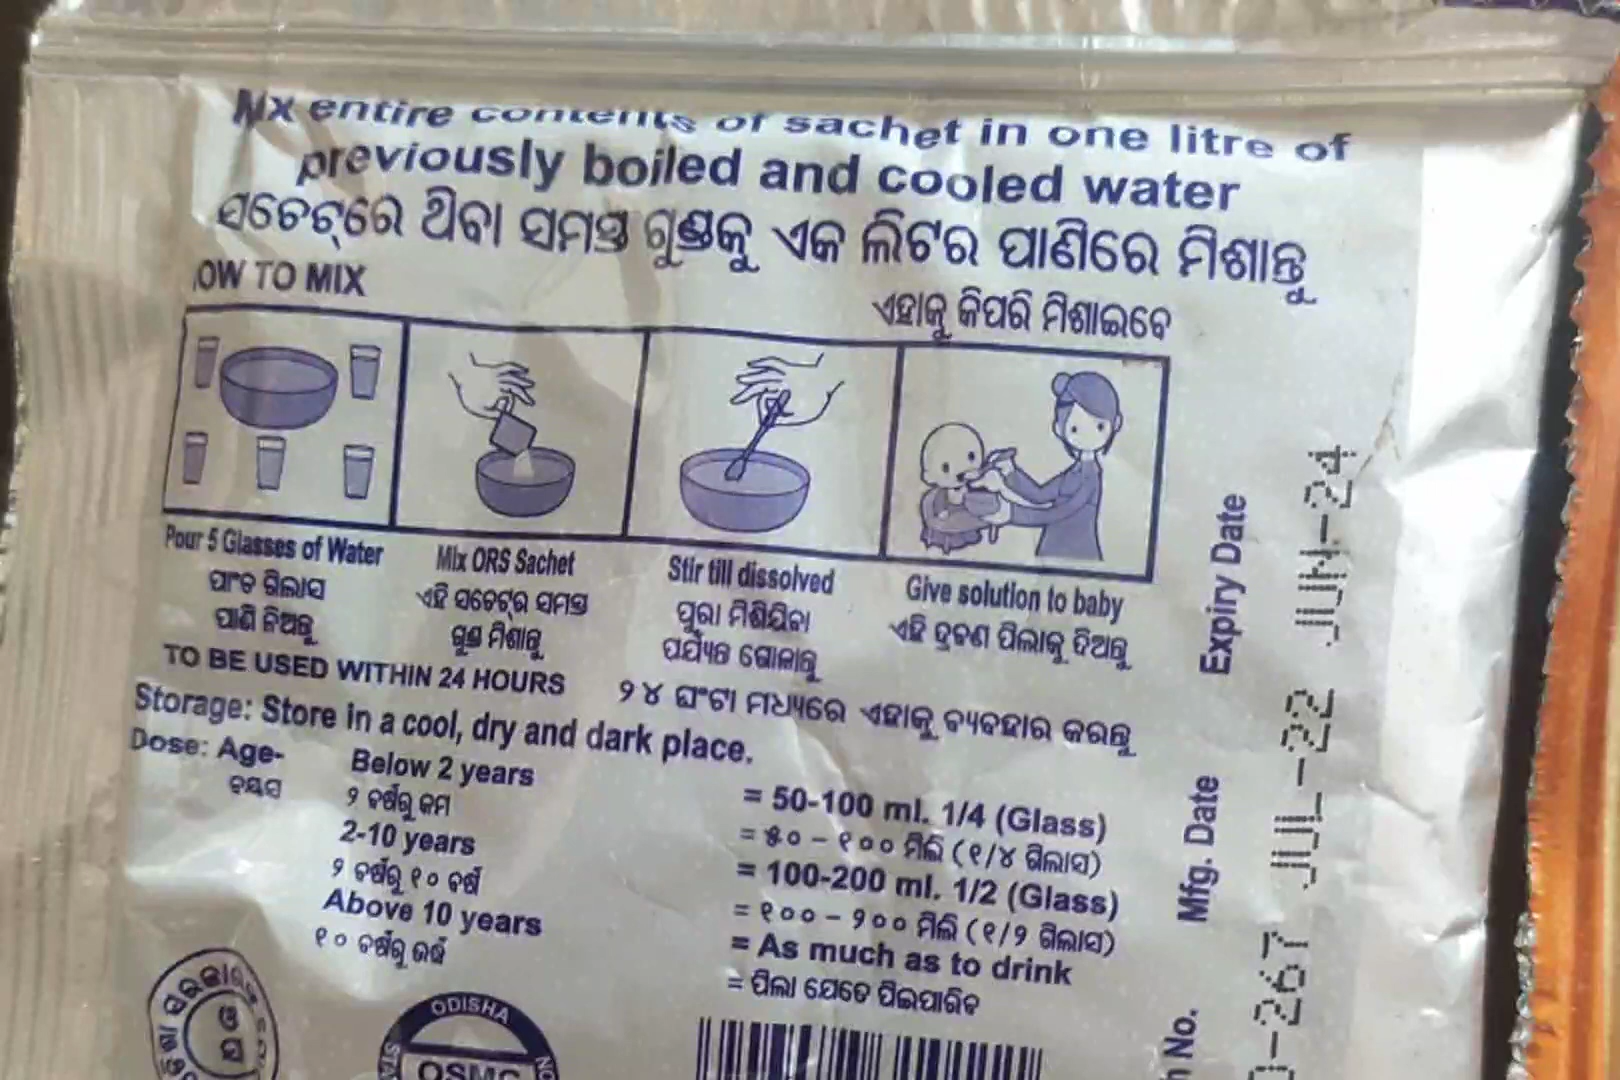 Mix entire contents of sachet in one litre of
previously boiled and cooled water
ସଚେଟ୍‌ରେ ଥିବା ସମସ୍ତ ଗୁଣ୍ଡକୁ ଏକ ଲିଟର ପାଣିରେ ମିଶାନ୍ତୁ
OW TO MIX
ଏହାକୁ କିପରି ମିଶାଇବେ
Pour 5 Glasses of Water
ପାଂଚ ଗିଲାସ
ପାଣି ନିଅନ୍ତୁ
Mix ORS Sachet
ଏହି ସଚେଟ୍‌ର ସମସ୍ତ
ଗୁଣ୍ଡ ମିଶାନ୍ତୁ
Stir till dissolved
ପୁରା ମିଶିଯିବା
ପର୍ଯ୍ୟନ୍ତ ଗୋଳାନ୍ତୁ
Give solution to baby
ଏହି ଦ୍ରବଣ ପିଲାକୁ ଦିଅନ୍ତୁ
TO BE USED WITHIN 24 HOURS
୨୪ ଘଂଟା ମଧ୍ୟରେ ଏହାକୁ ବ୍ୟବହାର କରନ୍ତୁ
Storage: Store in a cool, dry and dark place.
Dose: Age- Below 2 years = 50-100 ml. 1/4 (Glass)
ବୟସ ୨ ବର୍ଷରୁ କମ = ୫୦ – ୧୦୦ ମିଲି (୧/୪ ଗିଲାସ)
2-10 years = 100-200 ml. 1/2 (Glass)
୨ ବର୍ଷରୁ ୧୦ ବର୍ଷ = ୧୦୦ – ୨୦୦ ମିଲି (୧/୨ ଗିଲାସ)
Above 10 years = As much as to drink
୧୦ ବର୍ଷରୁ ଉର୍ଦ୍ଧ = ପିଲା ଯେତେ ପିଇପାରିବ
Expiry Date JUN-24
Mfg. Date JUL-22
No.
ODISHA
OSMC